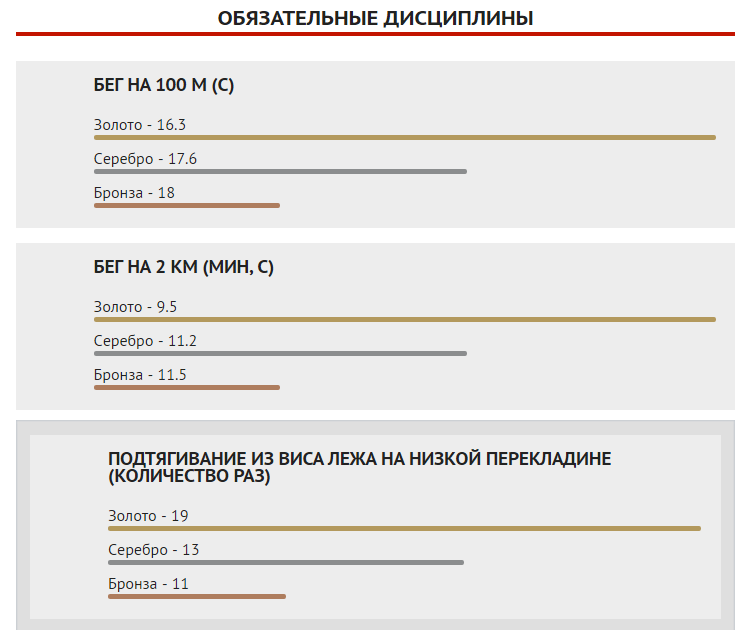 ОБЯЗАТЕЛЬНЫЕ ДИСЦИПЛИНЫ
БЕГ НА 100 М (С)
Золото - 16.3
Серебро - 17.6
Бронза - 18
БЕГ НА 2 КМ (МИН, С)
Золото - 9.5
Серебро - 11.2
Бронза - 11.5
ПОДТЯГИВАНИЕ ИЗ ВИСА ЛЕЖА НА НИЗКОЙ ПЕРЕКЛАДИНЕ
(КОЛИЧЕСТВО РАЗ)
Золото - 19
Серебро - 13
Бронза - 11